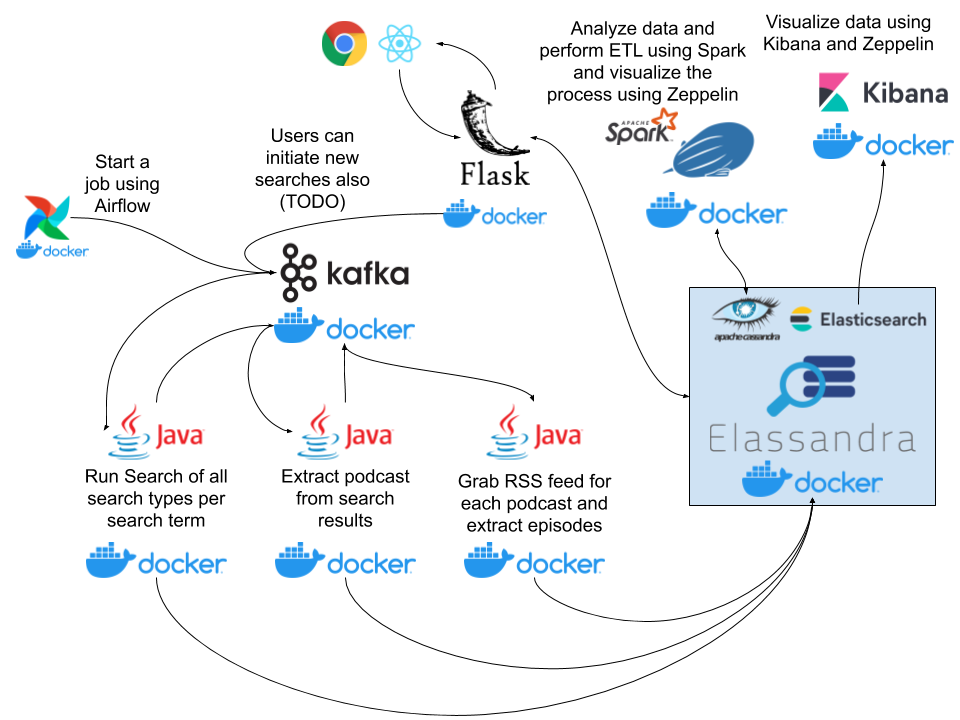 Analyze data and
perform ETL using Spark
and visualize the
process using Zeppelin
Visualize data using
Kibana and Zeppelin
APACHE
Spark
Kibana
docker
Flask
docker
docker
Users can
initiate new
searches also
(TODO)
Start a
job using
Airflow
docker
kafka
docker
apache cassandra
Elasticsearch
Elassandra
docker
Java
Java
Java
Run Search of all
search types per
search term
Extract podcast
from search
results
Grab RSS feed for
each podcast and
extract episodes
docker
docker
docker